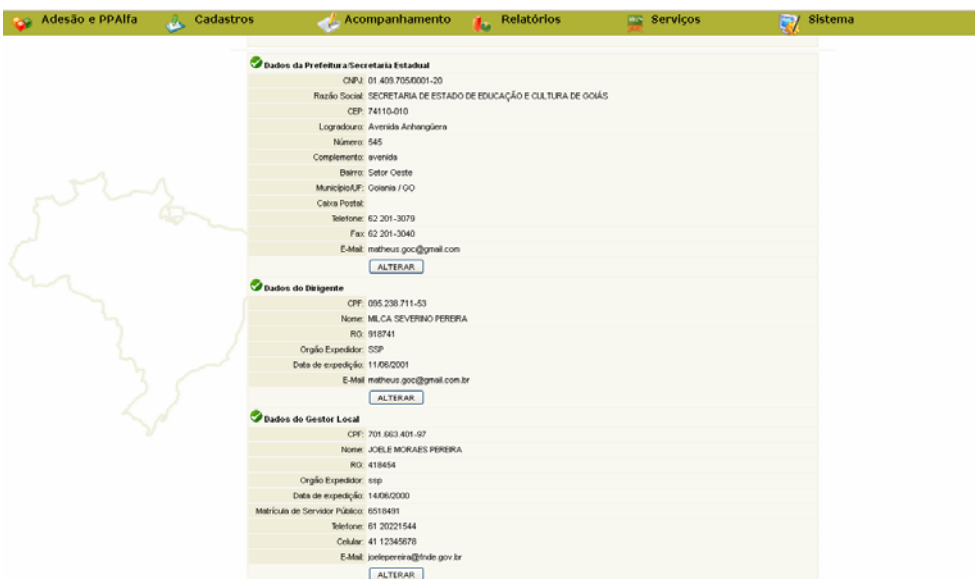 Adesão e PPAlfa Cadastros Acompanhamento Relatórios Serviços Sistema
Dados da Prefeitura/Secretaria Estadual
CNPJ: 01.409.705/0001-20
Razão Social: SECRETARIA DE ESTADO DE EDUCAÇÃO E CULTURA DE GOIÁS
CEP: 74110-010
Logradouro: Avenida Anhangüera
Número: 545
Complemento: avenida
Bairro: Setor Oeste
Município/UF: Goiania / GO
Caixa Postal:
Telefone: 62 201-3079
Fax: 62 201-3040
E-Mail: matheus.goc@gmail.com
ALTERAR
Dados do Dirigente
CPF: 095.238.711-53
Nome: MILCA SEVERINO PEREIRA
RG: 918741
Orgão Expedidor: SSP
Data de expedição: 11/06/2001
E-Mail matheus.goc@gmail.com.br
ALTERAR
Dados do Gestor Local
CPF: 701.663.401-97
Nome: JOELE MORAES PEREIRA
RG: 418454
Orgão Expedidor: ssp
Data de expedição: 14/06/2000
Matrícula de Servidor Público: 6518491
Telefone: 61 20221544
Celular: 41 12345678
E-Mail: joelepereira@fnde.gov.br
ALTERAR